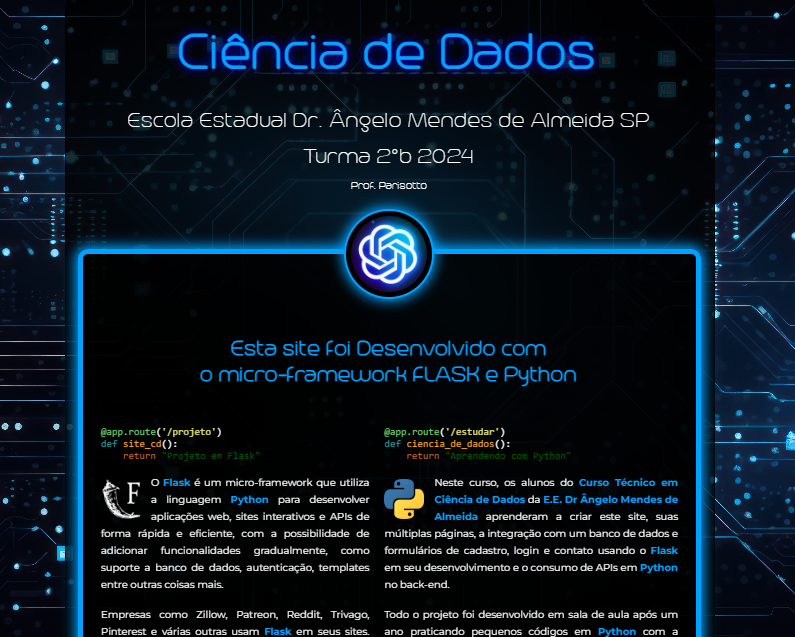 Ciência de Dados
Escola Estadual Dr. Ângelo Mendes de Almeida SP
Turma 2°b 2024
Prof. Parisotto
Esta site foi Desenvolvido com
o micro-framework FLASK e Python
@app.route('/projeto')
def site_cd():
    return "Projeto em Flask"
F
O Flask é um micro-framework que utiliza
a linguagem Python para desenvolver
aplicações web, sites interativos e APIs de
forma rápida e eficiente, com a possibilidade de
adicionar funcionalidades gradualmente, como
suporte a banco de dados, autenticação, templates
entre outras coisas mais.
Empresas como Zillow, Patreon, Reddit, Trivago,
Pinterest e várias outras usam Flask em seus sites.
@app.route('/estudar')
def ciencia_de_dados():
    return "Aprendendo com Python"
Neste curso, os alunos do Curso Técnico em
Ciência de Dados da E.E. Dr Ângelo Mendes de
Almeida aprenderam a criar este site, suas
múltiplas páginas, a integração com um banco de dados e
formulários de cadastro, login e contato usando o Flask
em seu desenvolvimento e o consumo de APIs em Python
no back-end.
Todo o projeto foi desenvolvido em sala de aula após um
ano praticando pequenos códigos em Python com a